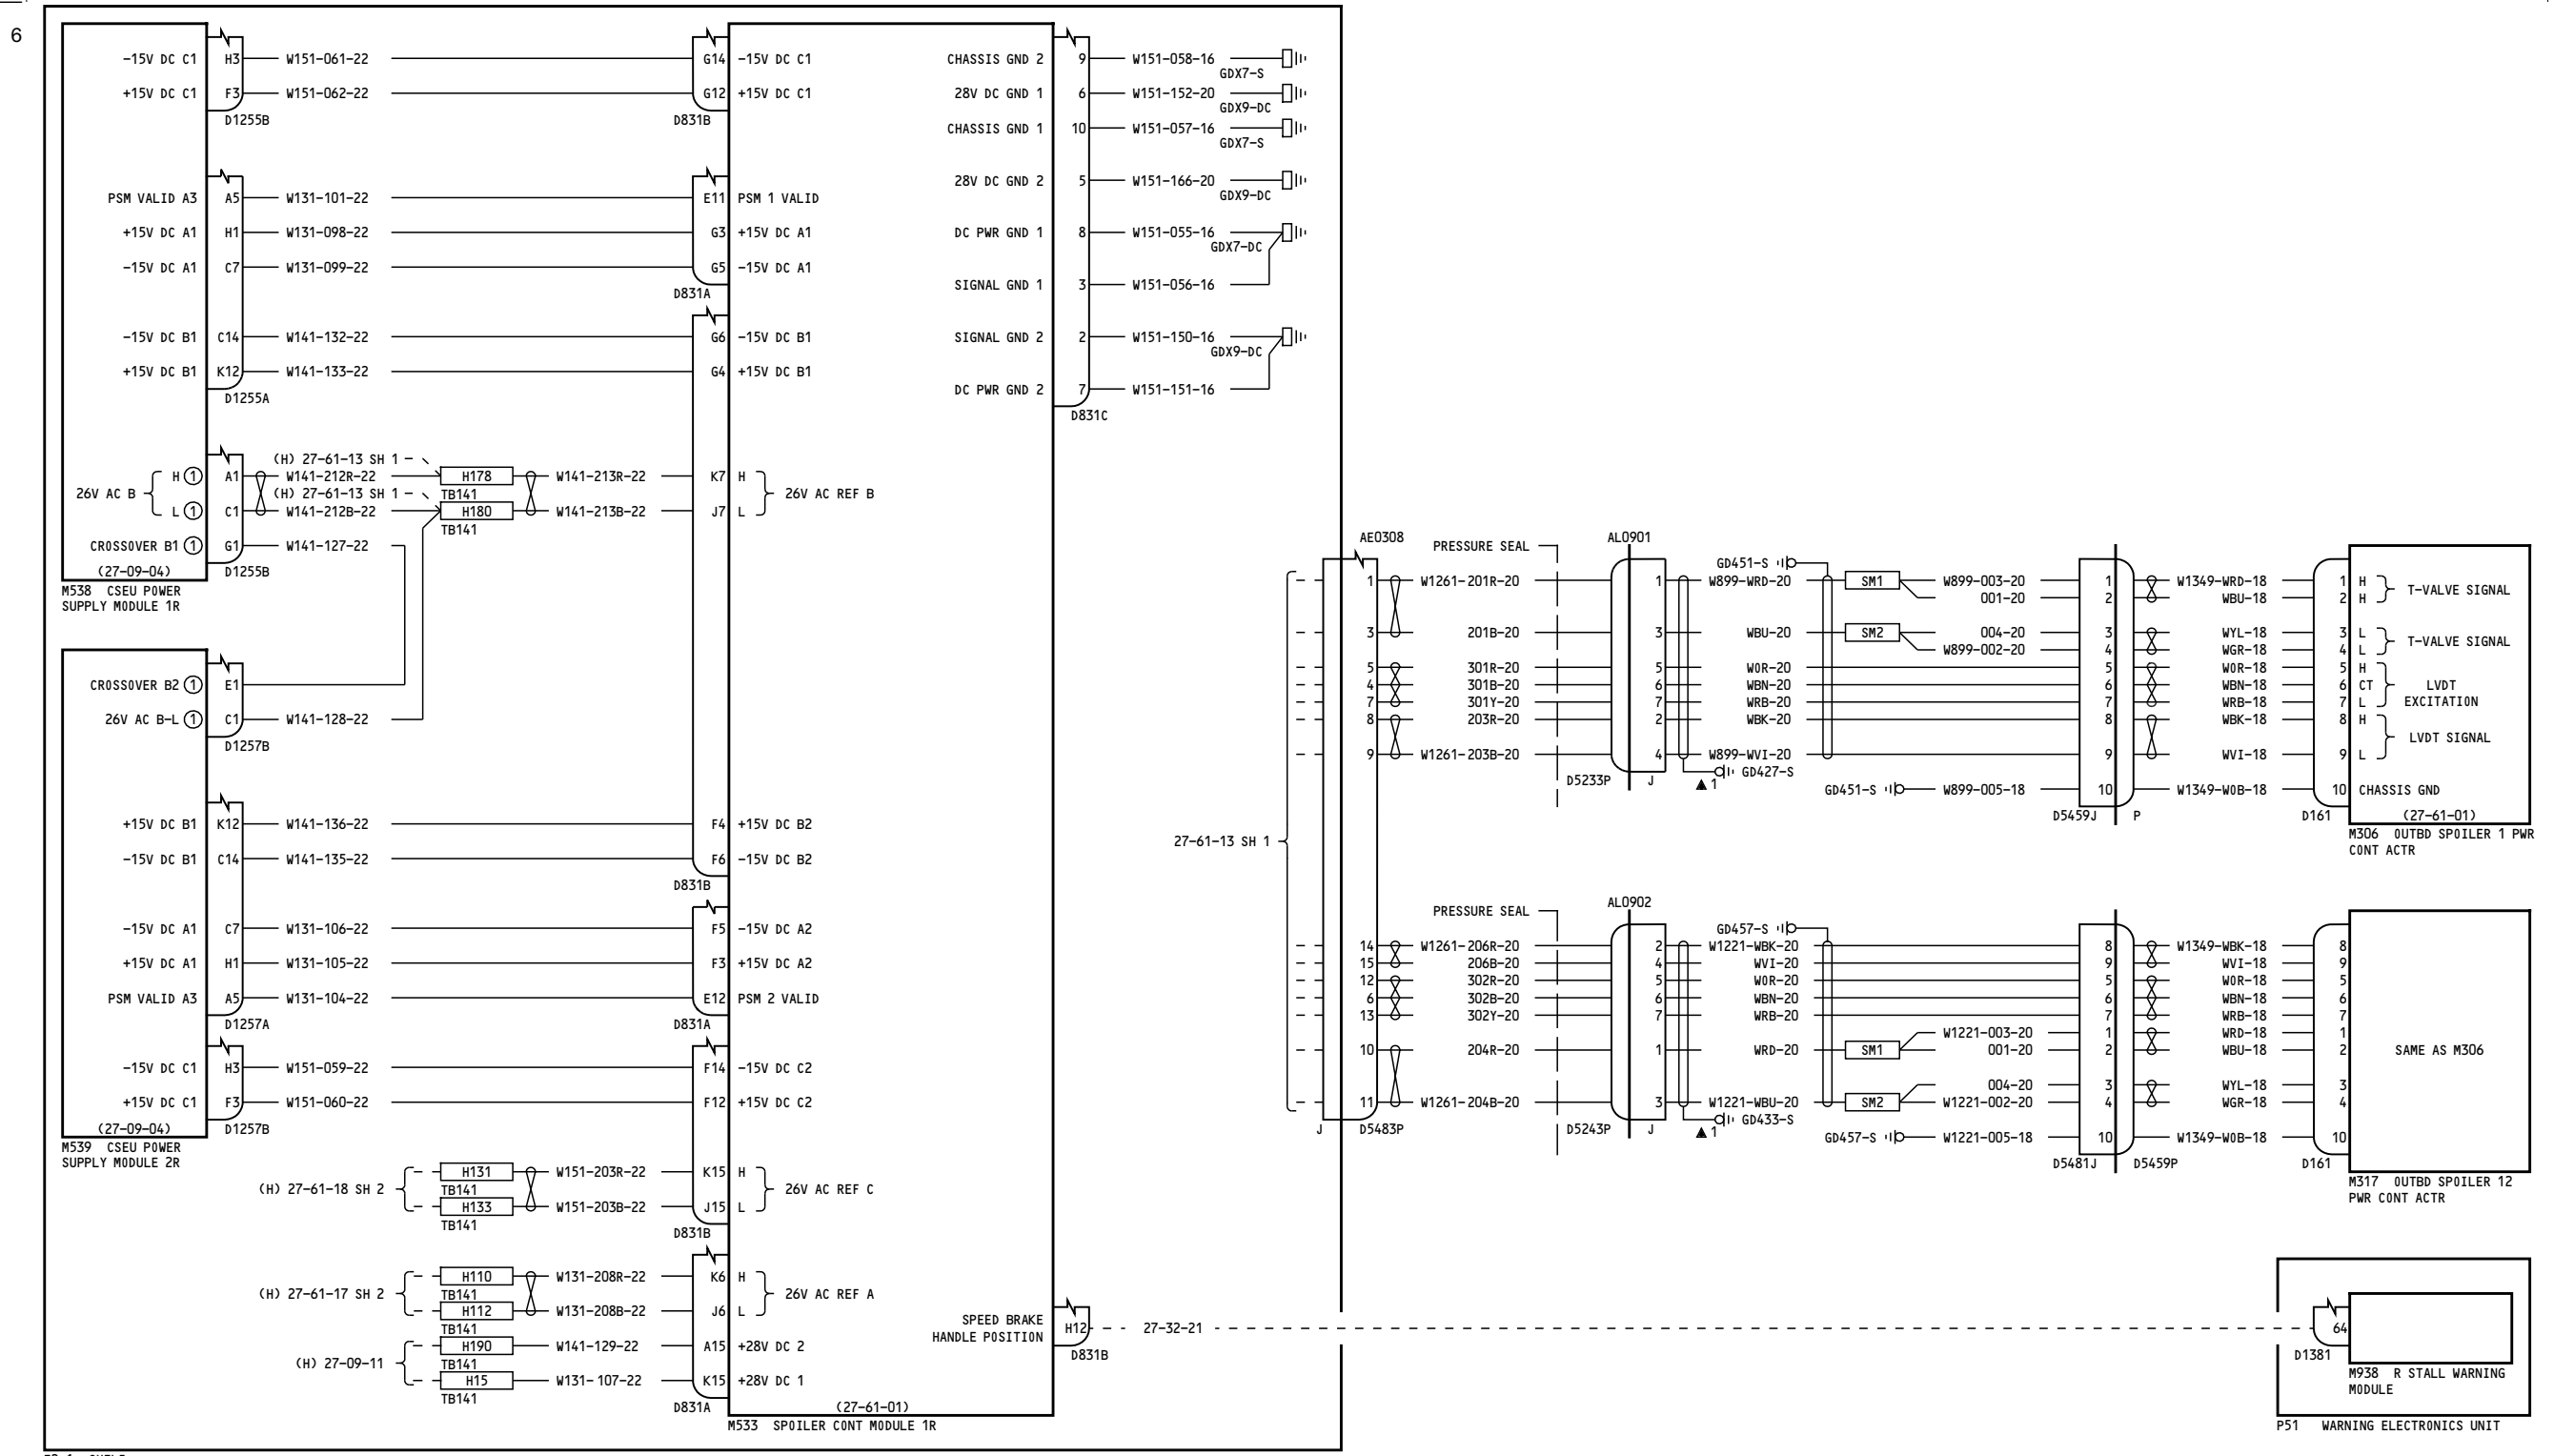 6
-15V DC C1 H3 W151-061-22 G14 -15V DC C1
+15V DC C1 F3 W151-062-22 G12 +15V DC C1
D1255B D831B
PSM VALID A3 A5 W131-101-22 E11 PSM 1 VALID
+15V DC A1 H1 W131-098-22 G3 +15V DC A1
-15V DC A1 C7 W131-099-22 G5 -15V DC A1
D831A
-15V DC B1 C14 W141-132-22 G6 -15V DC B1
+15V DC B1 K12 W141-133-22 G4 +15V DC B1
D1255A
(H) 27-61-13 SH 1
26V AC B H 1 A1 W141-212R-22 H178 W141-213R-22 K7 H 26V AC REF B
(H) 27-61-13 SH 1 TB141
L 1 C1 W141-212B-22 H180 W141-213B-22 J7 L
TB141
CROSSOVER B1 1 G1 W141-127-22
(27-09-04) D1255B
M538 CSEU POWER
SUPPLY MODULE 1R
CROSSOVER B2 1 E1
26V AC B-L 1 C1 W141-128-22
D1257B
+15V DC B1 K12 W141-136-22 F4 +15V DC B2
-15V DC B1 C14 W141-135-22 F6 -15V DC B2
D831B
-15V DC A1 C7 W131-106-22 F5 -15V DC A2
+15V DC A1 H1 W131-105-22 F3 +15V DC A2
PSM VALID A3 A5 W131-104-22 E12 PSM 2 VALID
D1257A D831A
-15V DC C1 H3 W151-059-22 F14 -15V DC C2
+15V DC C1 F3 W151-060-22 F12 +15V DC C2
(27-09-04) D1257B
M539 CSEU POWER
SUPPLY MODULE 2R
(H) 27-61-18 SH 2 H131 W151-203R-22 K15 H 26V AC REF C
TB141
H133 W151-203B-22 J15 L
TB141 D831B
(H) 27-61-17 SH 2 H110 W131-208R-22 K6 H 26V AC REF A
TB141
H112 W131-208B-22 J6 L
TB141
(H) 27-09-11 H190 W141-129-22 A15 +28V DC 2
TB141
H15 W131-107-22 K15 +28V DC 1
TB141 D831A
(27-61-01)
M533 SPOILER CONT MODULE 1R
CHASSIS GND 2 9 W151-058-16 GDX7-S
28V DC GND 1 6 W151-152-20 GDX9-DC
CHASSIS GND 1 10 W151-057-16 GDX7-S
28V DC GND 2 5 W151-166-20 GDX9-DC
DC PWR GND 1 8 W151-055-16 GDX7-DC
SIGNAL GND 1 3 W151-056-16
SIGNAL GND 2 2 W151-150-16 GDX9-DC
DC PWR GND 2 7 W151-151-16
D831C
SPEED BRAKE
HANDLE POSITION H12 27-32-21 64
D831B D1381
M938 R STALL WARNING
MODULE
P51 WARNING ELECTRONICS UNIT
27-61-13 SH 1
AE0308 PRESSURE SEAL AL0901
GD451-S
1 W1261-201R-20 1 W899-WRD-20 SM1 W899-003-20 1 W1349-WRD-18 1 H T-VALVE SIGNAL
001-20 2 WBU-18 2 H
3 201B-20 3 WBU-20 SM2 004-20 3 WYL-18 3 L T-VALVE SIGNAL
W899-002-20 4 WGR-18 4 L
5 301R-20 5 WOR-20 5 WOR-18 5 H LVDT
4 301B-20 6 WBN-20 6 WBN-18 6 CT EXCITATION
7 301Y-20 7 WRB-20 7 WRB-18 7 L
8 203R-20 2 WBK-20 8 WBK-18 8 H LVDT SIGNAL
9 W1261-203B-20 4 W899-WVI-20 9 WVI-18 9 L
D5233P J 1 GD427-S
GD451-S W899-005-18 10 W1349-WOB-18 10 CHASSIS GND
D5459J P D161 (27-61-01)
M306 OUTBD SPOILER 1 PWR
CONT ACTR
PRESSURE SEAL AL0902
GD457-S
14 W1261-206R-20 2 W1221-WBK-20 8 W1349-WBK-18 8
15 206B-20 4 WVI-20 9 WVI-18 9
12 302R-20 5 WOR-20 5 WOR-18 5
6 302B-20 6 WBN-20 6 WBN-18 6
13 302Y-20 7 WRB-20 7 WRB-18 7
W1221-003-20 1 WRD-18 1
10 204R-20 1 WRD-20 SM1 001-20 2 WBU-18 2 SAME AS M306
004-20 3 WYL-18 3
11 W1261-204B-20 3 W1221-WBU-20 SM2 W1221-002-20 4 WGR-18 4
J D5483P D5243P J 1 GD433-S
GD457-S W1221-005-18 10 W1349-WOB-18 10
D5481J D5459P D161
M317 OUTBD SPOILER 12
PWR CONT ACTR